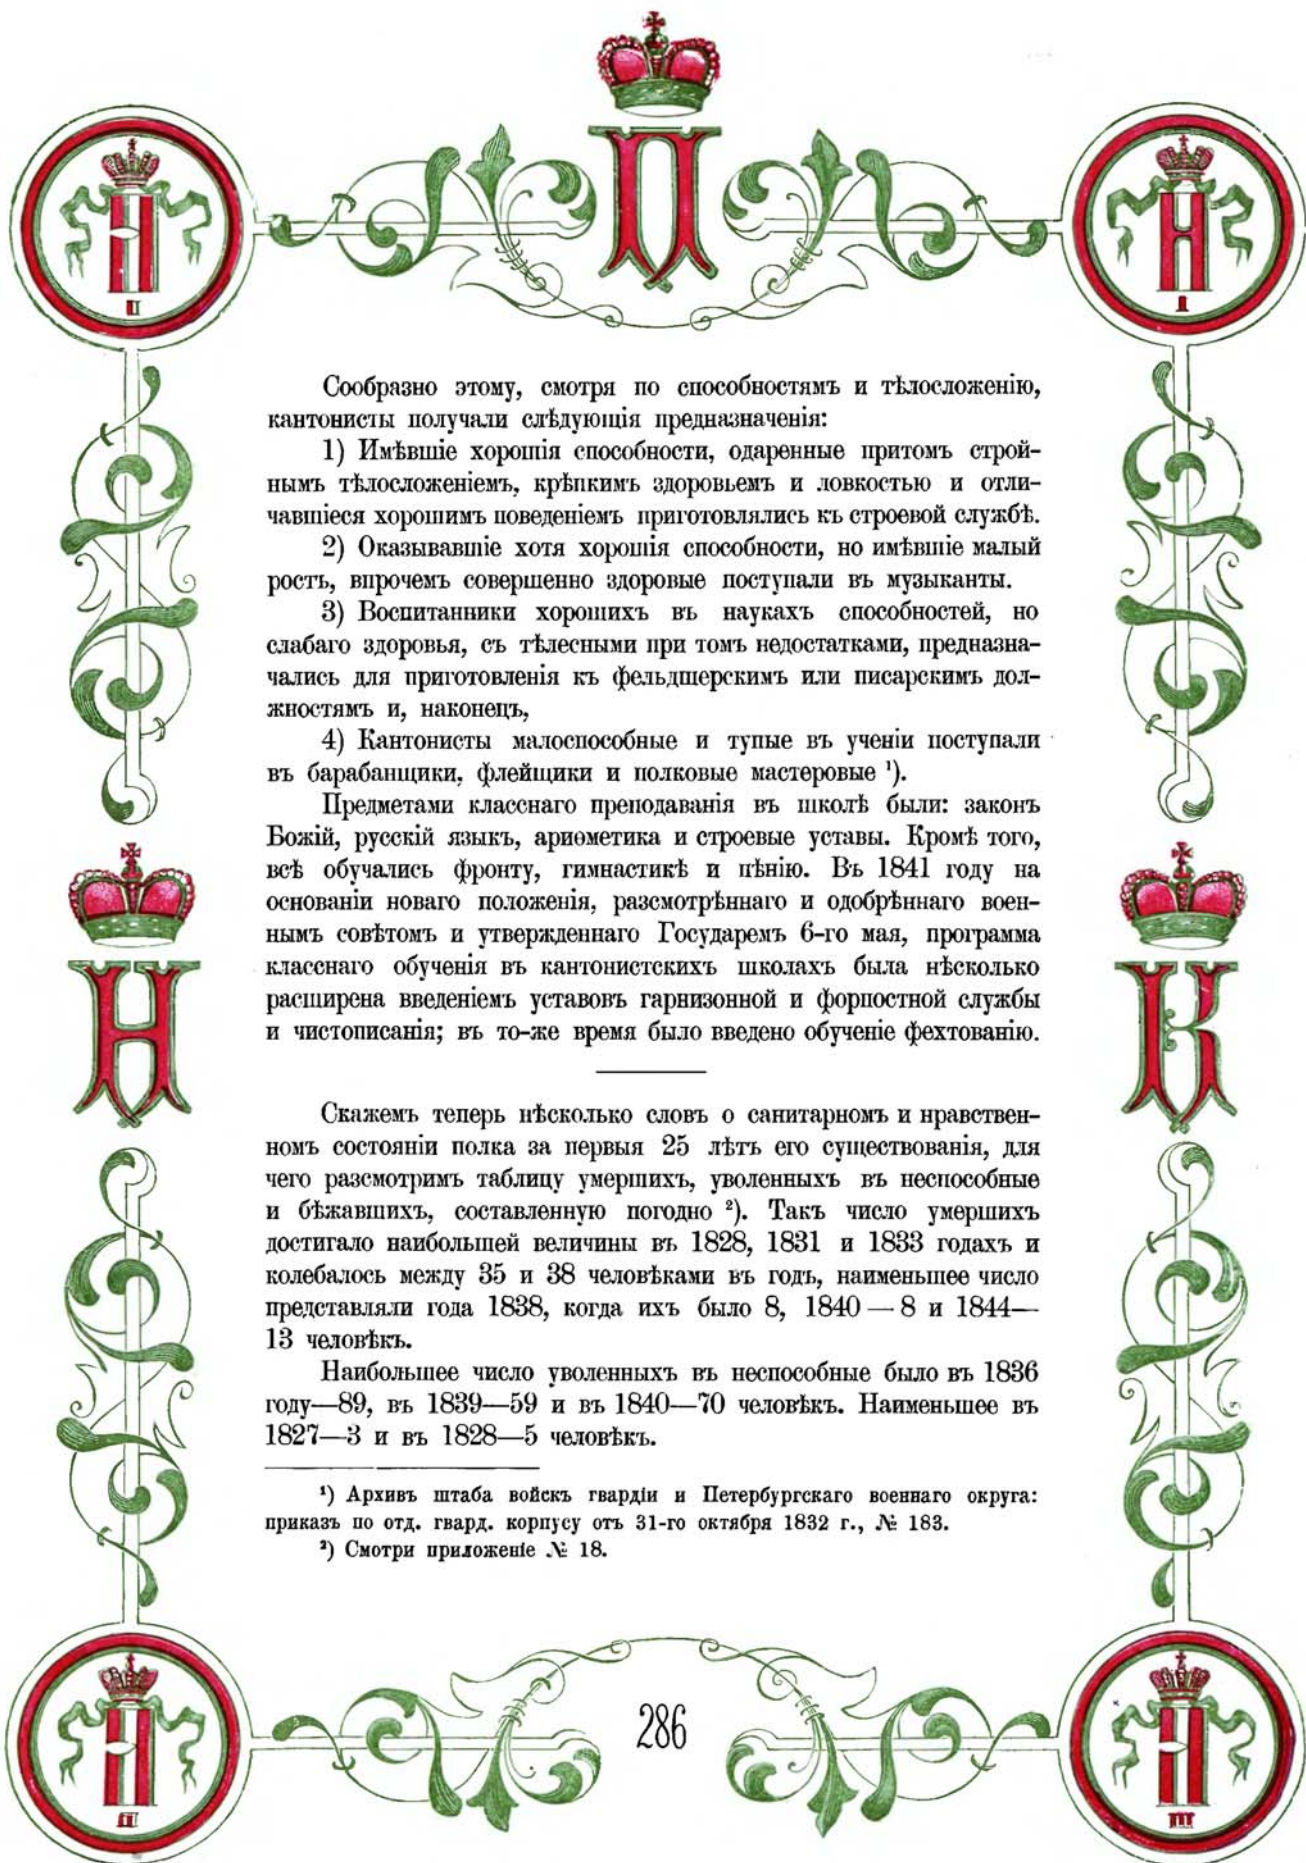 Сообразно этому, смотря по способностямъ и тѣлосложенію,
кантонисты получали слѣдующія предназначенія:
1) Имѣвшіе хорошія способности, одаренные притомъ строй-
нымъ тѣлосложеніемъ, крѣпкимъ здоровьемъ и ловкостью и отли-
чавшіеся хорошимъ поведеніемъ приготовлялись къ строевой службѣ.
2) Оказывавшіе хотя хорошія способности, но имѣвшіе малый
ростъ, впрочемъ совершенно здоровые поступали въ музыканты.
3) Воспитанники хорошихъ въ наукахъ способностей, но
слабаго здоровья, съ тѣлесными при томъ недостатками, предназна-
чались для приготовленія къ фельдшерскимъ или писарскимъ дол-
жностямъ и, наконецъ,
4) Кантонисты малоспособные и тупые въ ученіи поступали
въ барабанщики, флейщики и полковые мастеровые ¹).
Предметами класснаго преподаванія въ школѣ были: законъ
Божій, русскій языкъ, ариѳметика и строевые уставы. Кромѣ того,
всѣ обучались фронту, гимнастикѣ и пѣнію. Въ 1841 году на
основаніи новаго положенія, разсмотрѣннаго и одобрѣннаго воен-
нымъ совѣтомъ и утвержденнаго Государемъ 6-го мая, программа
класснаго обученія въ кантонистскихъ школахъ была нѣсколько
расширена введеніемъ уставовъ гарнизонной и форпостной службы
и чистописанія; въ то-же время было введено обученіе фехтованію.
Скажемъ теперь нѣсколько словъ о санитарномъ и нравствен-
номъ состояніи полка за первыя 25 лѣтъ его существованія, для
чего разсмотримъ таблицу умершихъ, уволенныхъ въ неспособные
и бѣжавшихъ, составленную погодно ²). Такъ число умершихъ
достигало наибольшей величины въ 1828, 1831 и 1833 годахъ и
колебалось между 35 и 38 человѣками въ годъ, наименьшее число
представляли года 1838, когда ихъ было 8, 1840 — 8 и 1844—
13 человѣкъ.
Наибольшее число уволенныхъ въ неспособные было въ 1836
году—89, въ 1839—59 и въ 1840—70 человѣкъ. Наименьшее въ
1827—3 и въ 1828—5 человѣкъ.
¹) Архивъ штаба войскъ гвардіи и Петербургскаго военнаго округа:
приказъ по отд. гвард. корпусу отъ 31-го октября 1832 г., № 183.
²) Смотри приложеніе № 18.
286